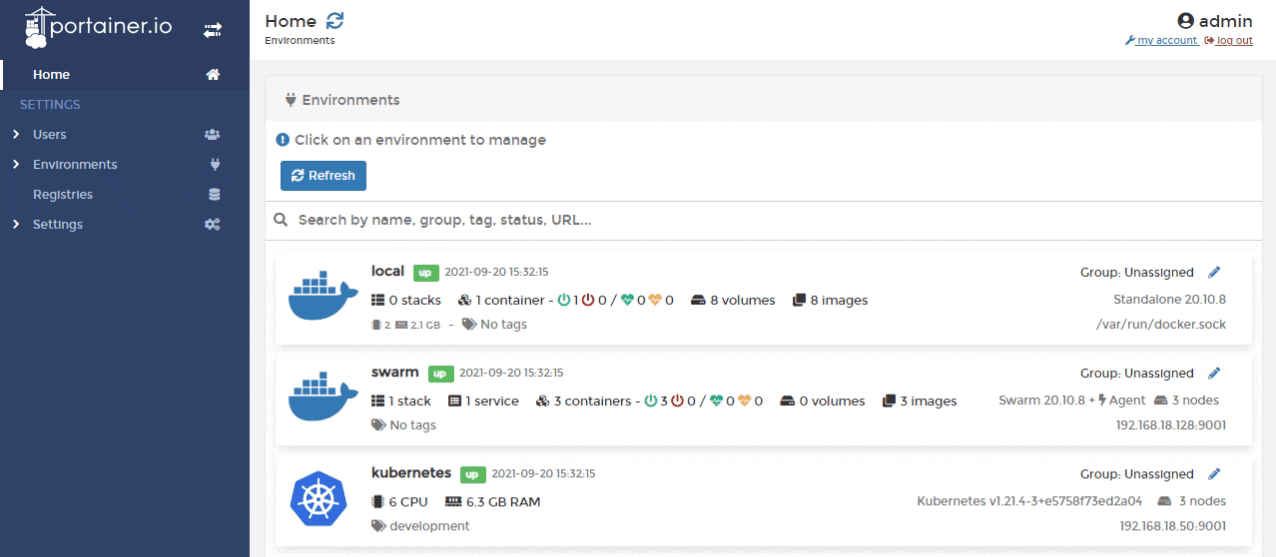 portainer.io
Home
SETTINGS
Users
Environments
Registries
Settings
Home
Environments
admin
my account log out
Environments
Click on an environment to manage
Refresh
Search by name, group, tag, status, URL...
local up 2021-09-20 15:32:15 Group: Unassigned
0 stacks 1 container - 1 0 / 0 0 8 volumes 8 images Standalone 20.10.8
2 2.1 GB - No tags /var/run/docker.sock
swarm up 2021-09-20 15:32:15 Group: Unassigned
1 stack 1 service 3 containers - 3 0 / 0 0 0 volumes 3 images Swarm 20.10.8 + Agent 3 nodes
No tags 192.168.18.128:9001
kubernetes up 2021-09-20 15:32:15 Group: Unassigned
6 CPU 6.3 GB RAM Kubernetes v1.21.4-3+e5758f73ed2a04 3 nodes
development 192.168.18.50:9001